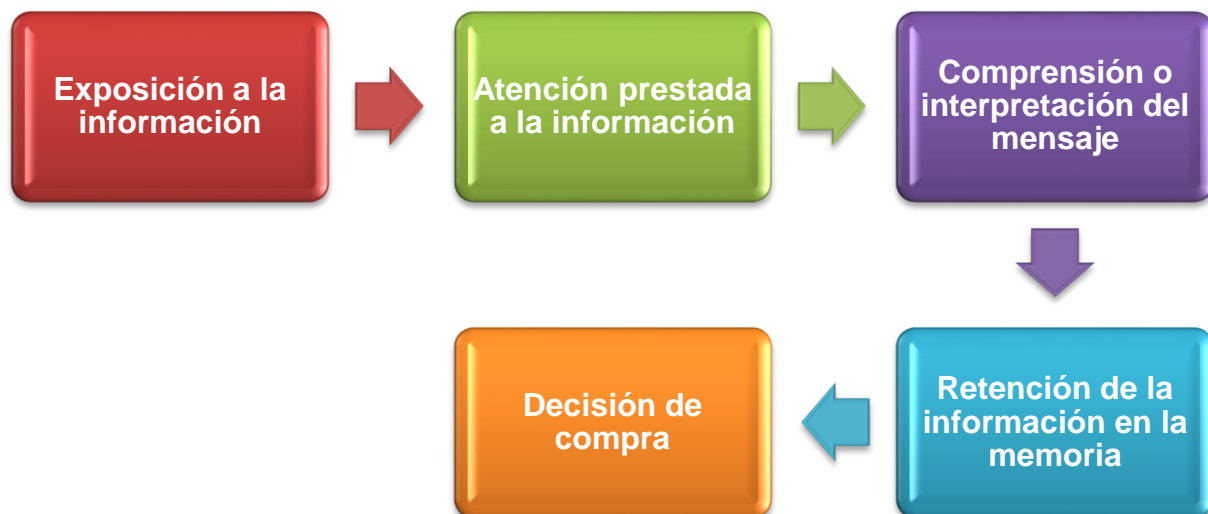 Exposición a la
información
Atención prestada
a la información
Comprensión o
interpretación del
mensaje
Retención de la
información en la
memoria
Decisión de
compra